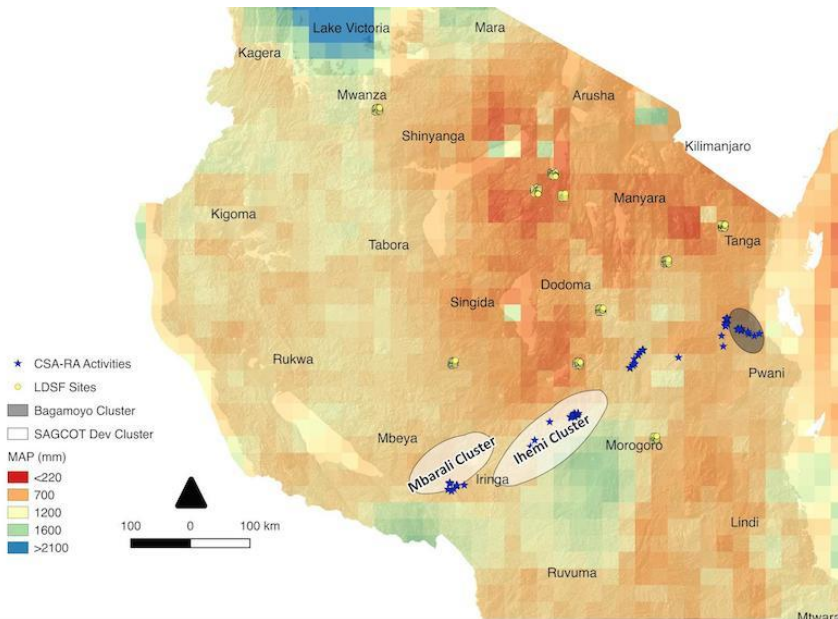 Lake Victoria
Mara
Kagera
Mwanza
Arusha
Shinyanga
Kilimanjaro
Manyara
Kigoma
Tabora
Tanga
Dodoma
Singida
Rukwa
Pwani
Mbeya
Mbarali Cluster
Ihemi Cluster
Morogoro
Iringa
Lindi
Ruvuma
Mtwara
CSA-RA Activities
LDSF Sites
Bagamoyo Cluster
SAGCOT Dev Cluster
MAP (mm)
<220
700
1200
1600
>2100
100 0 100 km